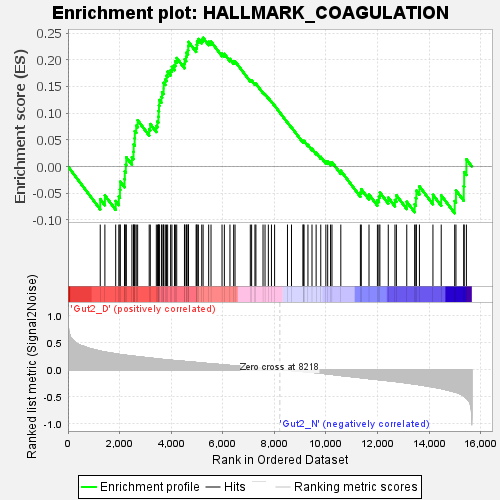 Enrichment plot: HALLMARK_COAGULATION
Enrichment score (ES)
0.25
0.20
0.15
0.10
0.05
0.00
-0.05
-0.10
'Gut2_D' (positively correlated)
Ranked list metric (Signal2Noise)
1.0
0.5
0.0
-0.5
-1.0
Zero cross at 8218
'Gut2_N' (negatively correlated)
0
2,000
4,000
6,000
8,000
10,000
12,000
14,000
16,000
Rank in Ordered Dataset
Enrichment profile
Hits
Ranking metric scores